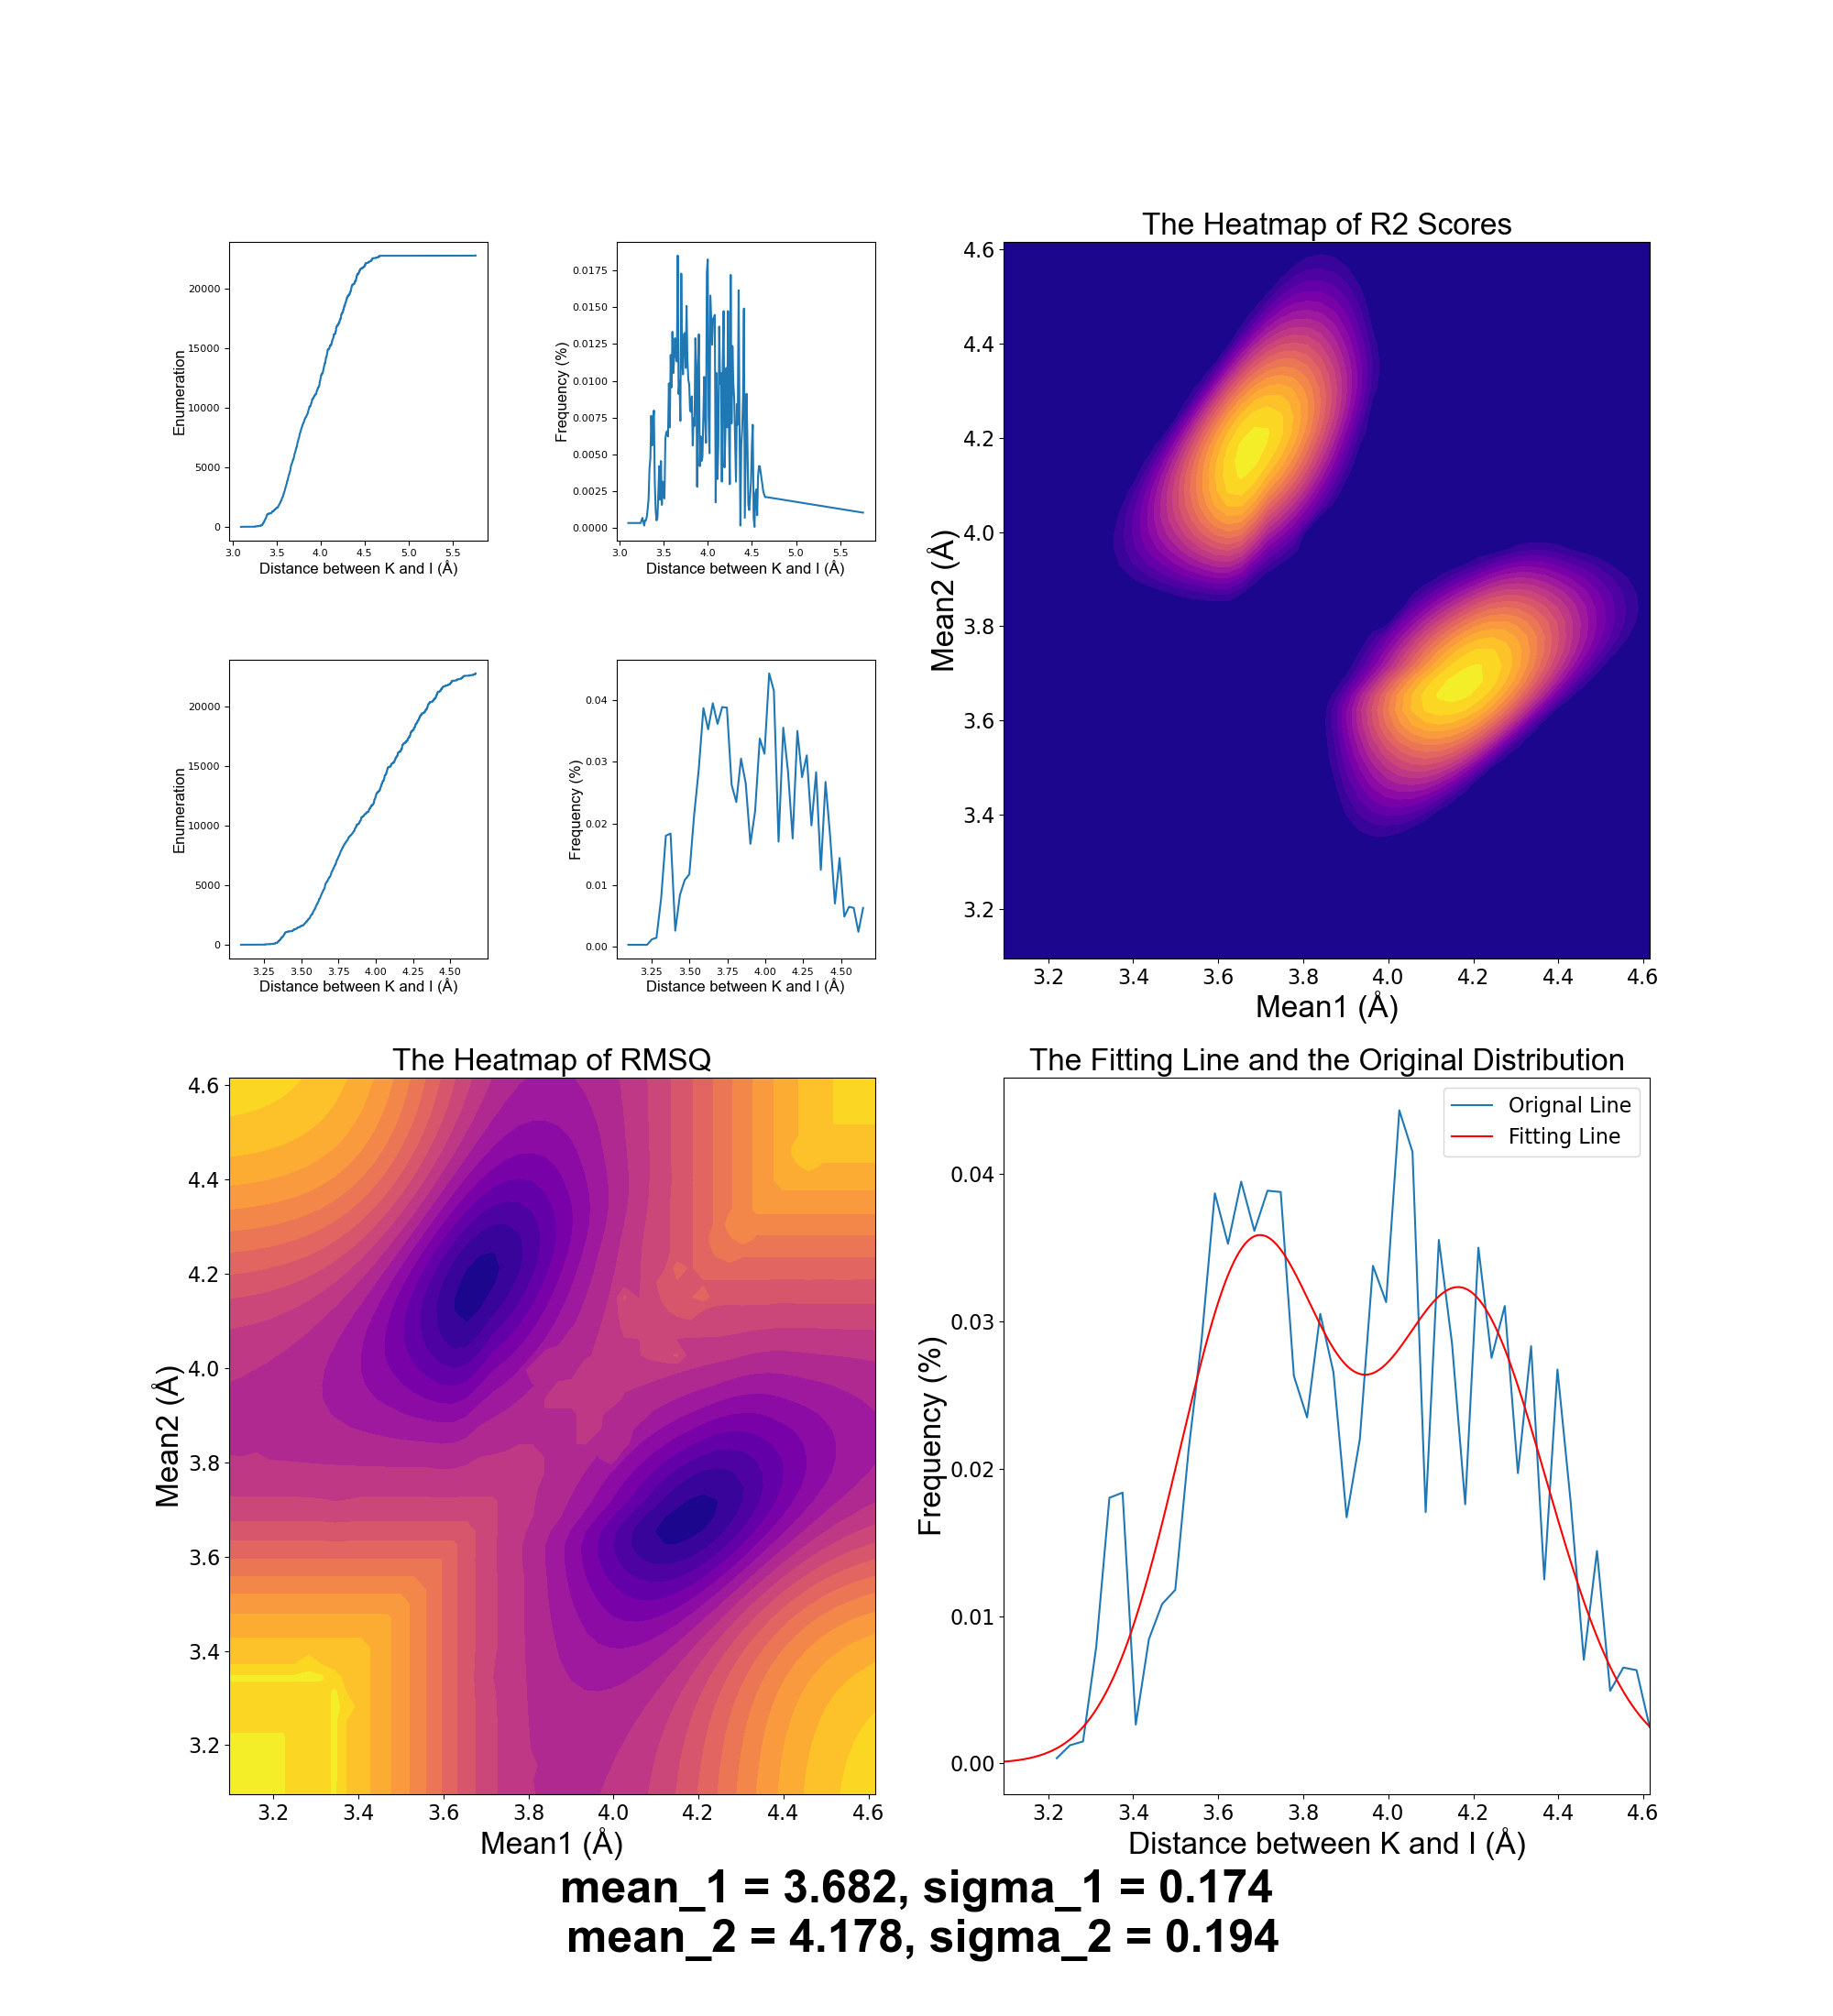 The Heatmap of R2 Scores
Enumeration
20000
15000
10000
5000
0
3.0 3.5 4.0 4.5 5.0 5.5
Distance between K and I (Å)
Frequency (%)
0.0175
0.0150
0.0125
0.0100
0.0075
0.0050
0.0025
0.0000
3.0 3.5 4.0 4.5 5.0 5.5
Distance between K and I (Å)
Mean2 (Å)
4.6
4.4
4.2
4.0
3.8
3.6
3.4
3.2
3.2 3.4 3.6 3.8 4.0 4.2 4.4 4.6
Mean1 (Å)
Enumeration
20000
15000
10000
5000
0
3.25 3.50 3.75 4.00 4.25 4.50
Distance between K and I (Å)
Frequency (%)
0.04
0.03
0.02
0.01
0.00
3.25 3.50 3.75 4.00 4.25 4.50
Distance between K and I (Å)
The Heatmap of RMSQ
Mean2 (Å)
4.6
4.4
4.2
4.0
3.8
3.6
3.4
3.2
3.2 3.4 3.6 3.8 4.0 4.2 4.4 4.6
Mean1 (Å)
The Fitting Line and the Original Distribution
Orignal Line
Fitting Line
Frequency (%)
0.04
0.03
0.02
0.01
0.00
3.2 3.4 3.6 3.8 4.0 4.2 4.4 4.6
Distance between K and I (Å)
mean_1 = 3.682, sigma_1 = 0.174
mean_2 = 4.178, sigma_2 = 0.194